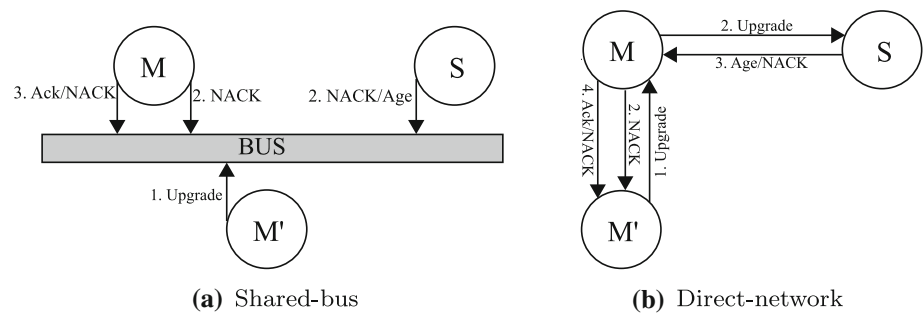 M
S
3. Ack/NACK
2. NACK
2. NACK/Age
BUS
1. Upgrade
M'
(a) Shared-bus
M
2. Upgrade
S
3. Age/NACK
4. Ack/NACK
2. NACK
1. Upgrade
M'
(b) Direct-network